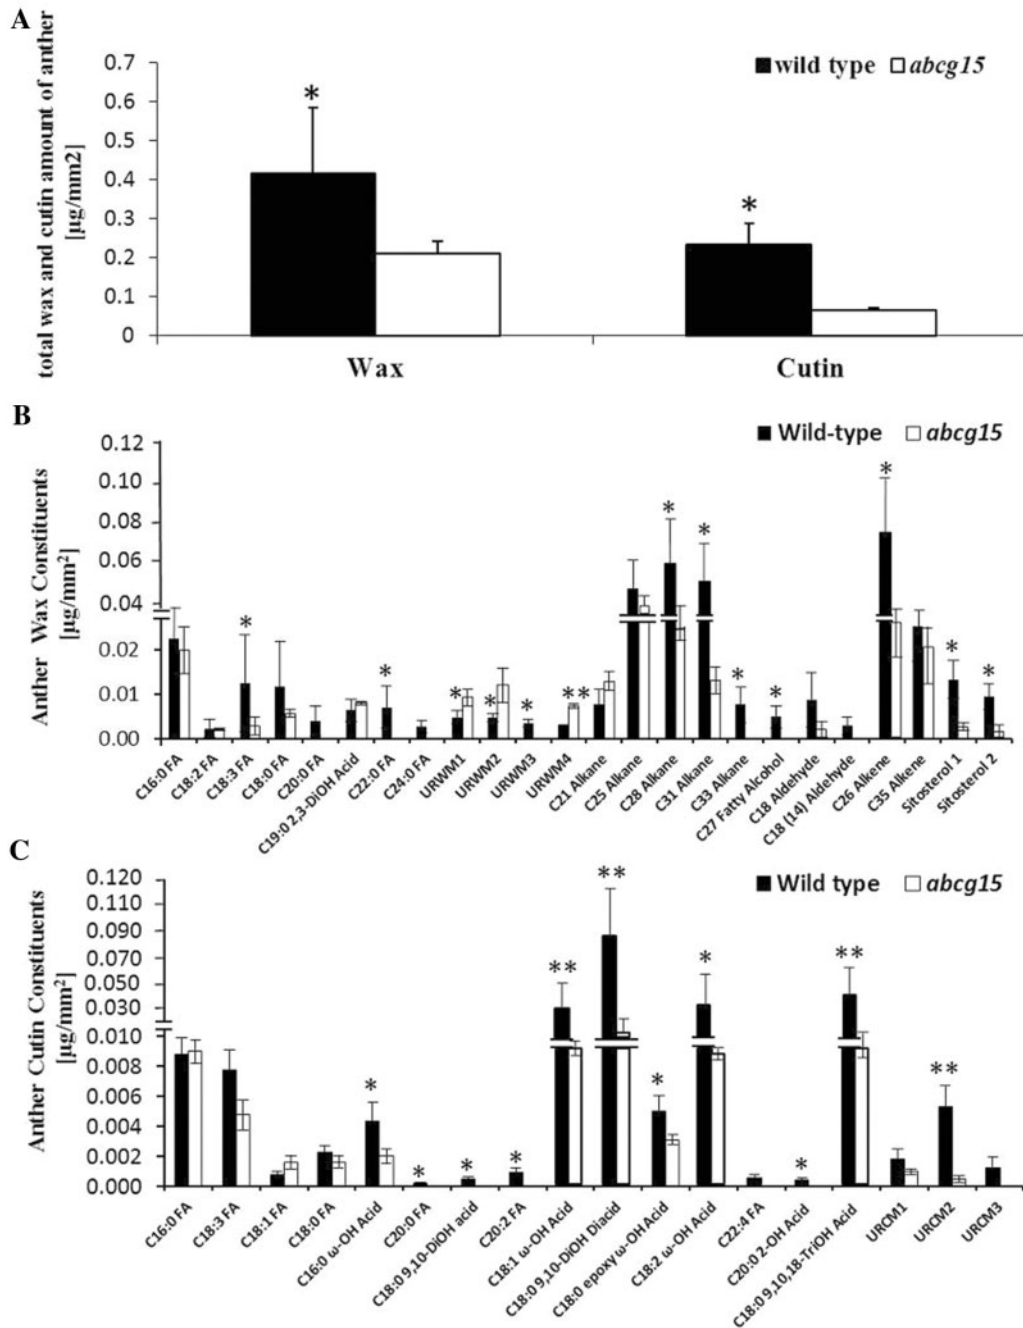 A
total wax and cutin amount of anther
[µg/mm2]
0.7
0.6
0.5
0.4
0.3
0.2
0.1
0
wild type abcg15
*
*
Wax Cutin
B
Anther Wax Constituents
[µg/mm²]
0.12
0.10
0.08
0.06
0.04
0.02
0.01
0.00
Wild-type abcg15
*
*
*
*
*
*
**
*
*
*
*
*
*
*
C16:0 FA
C18:2 FA
C18:3 FA
C18:0 FA
C20:0 FA
C19:0 2,3-DiOH Acid
C22:0 FA
C24:0 FA
URWM1
URWM2
URWM3
URWM4
C21 Alkane
C25 Alkane
C28 Alkane
C31 Alkane
C33 Alkane
C27 Fatty Alcohol
C18 Aldehyde
C18 (14) Aldehyde
C26 Alkene
C35 Alkene
Sitosterol 1
Sitosterol 2
C
Anther Cutin Constituents
[µg/mm²]
0.120
0.110
0.090
0.070
0.050
0.030
0.010
0.008
0.006
0.004
0.002
0.000
Wild type abcg15
*
*
*
*
**
**
*
*
*
**
**
C16:0 FA
C18:3 FA
C18:1 FA
C18:0 FA
C16:0 ω-OH Acid
C20:0 FA
C18:0 9,10-DiOH acid
C20:2 FA
C18:1 ω-OH Acid
C18:0 9,10-DiOH Diacid
C18:0 epoxy ω-OH Acid
C18:2 ω-OH Acid
C22:4 FA
C20:0 2-OH Acid
C18:0 9,10,18-TriOH Acid
URCM1
URCM2
URCM3